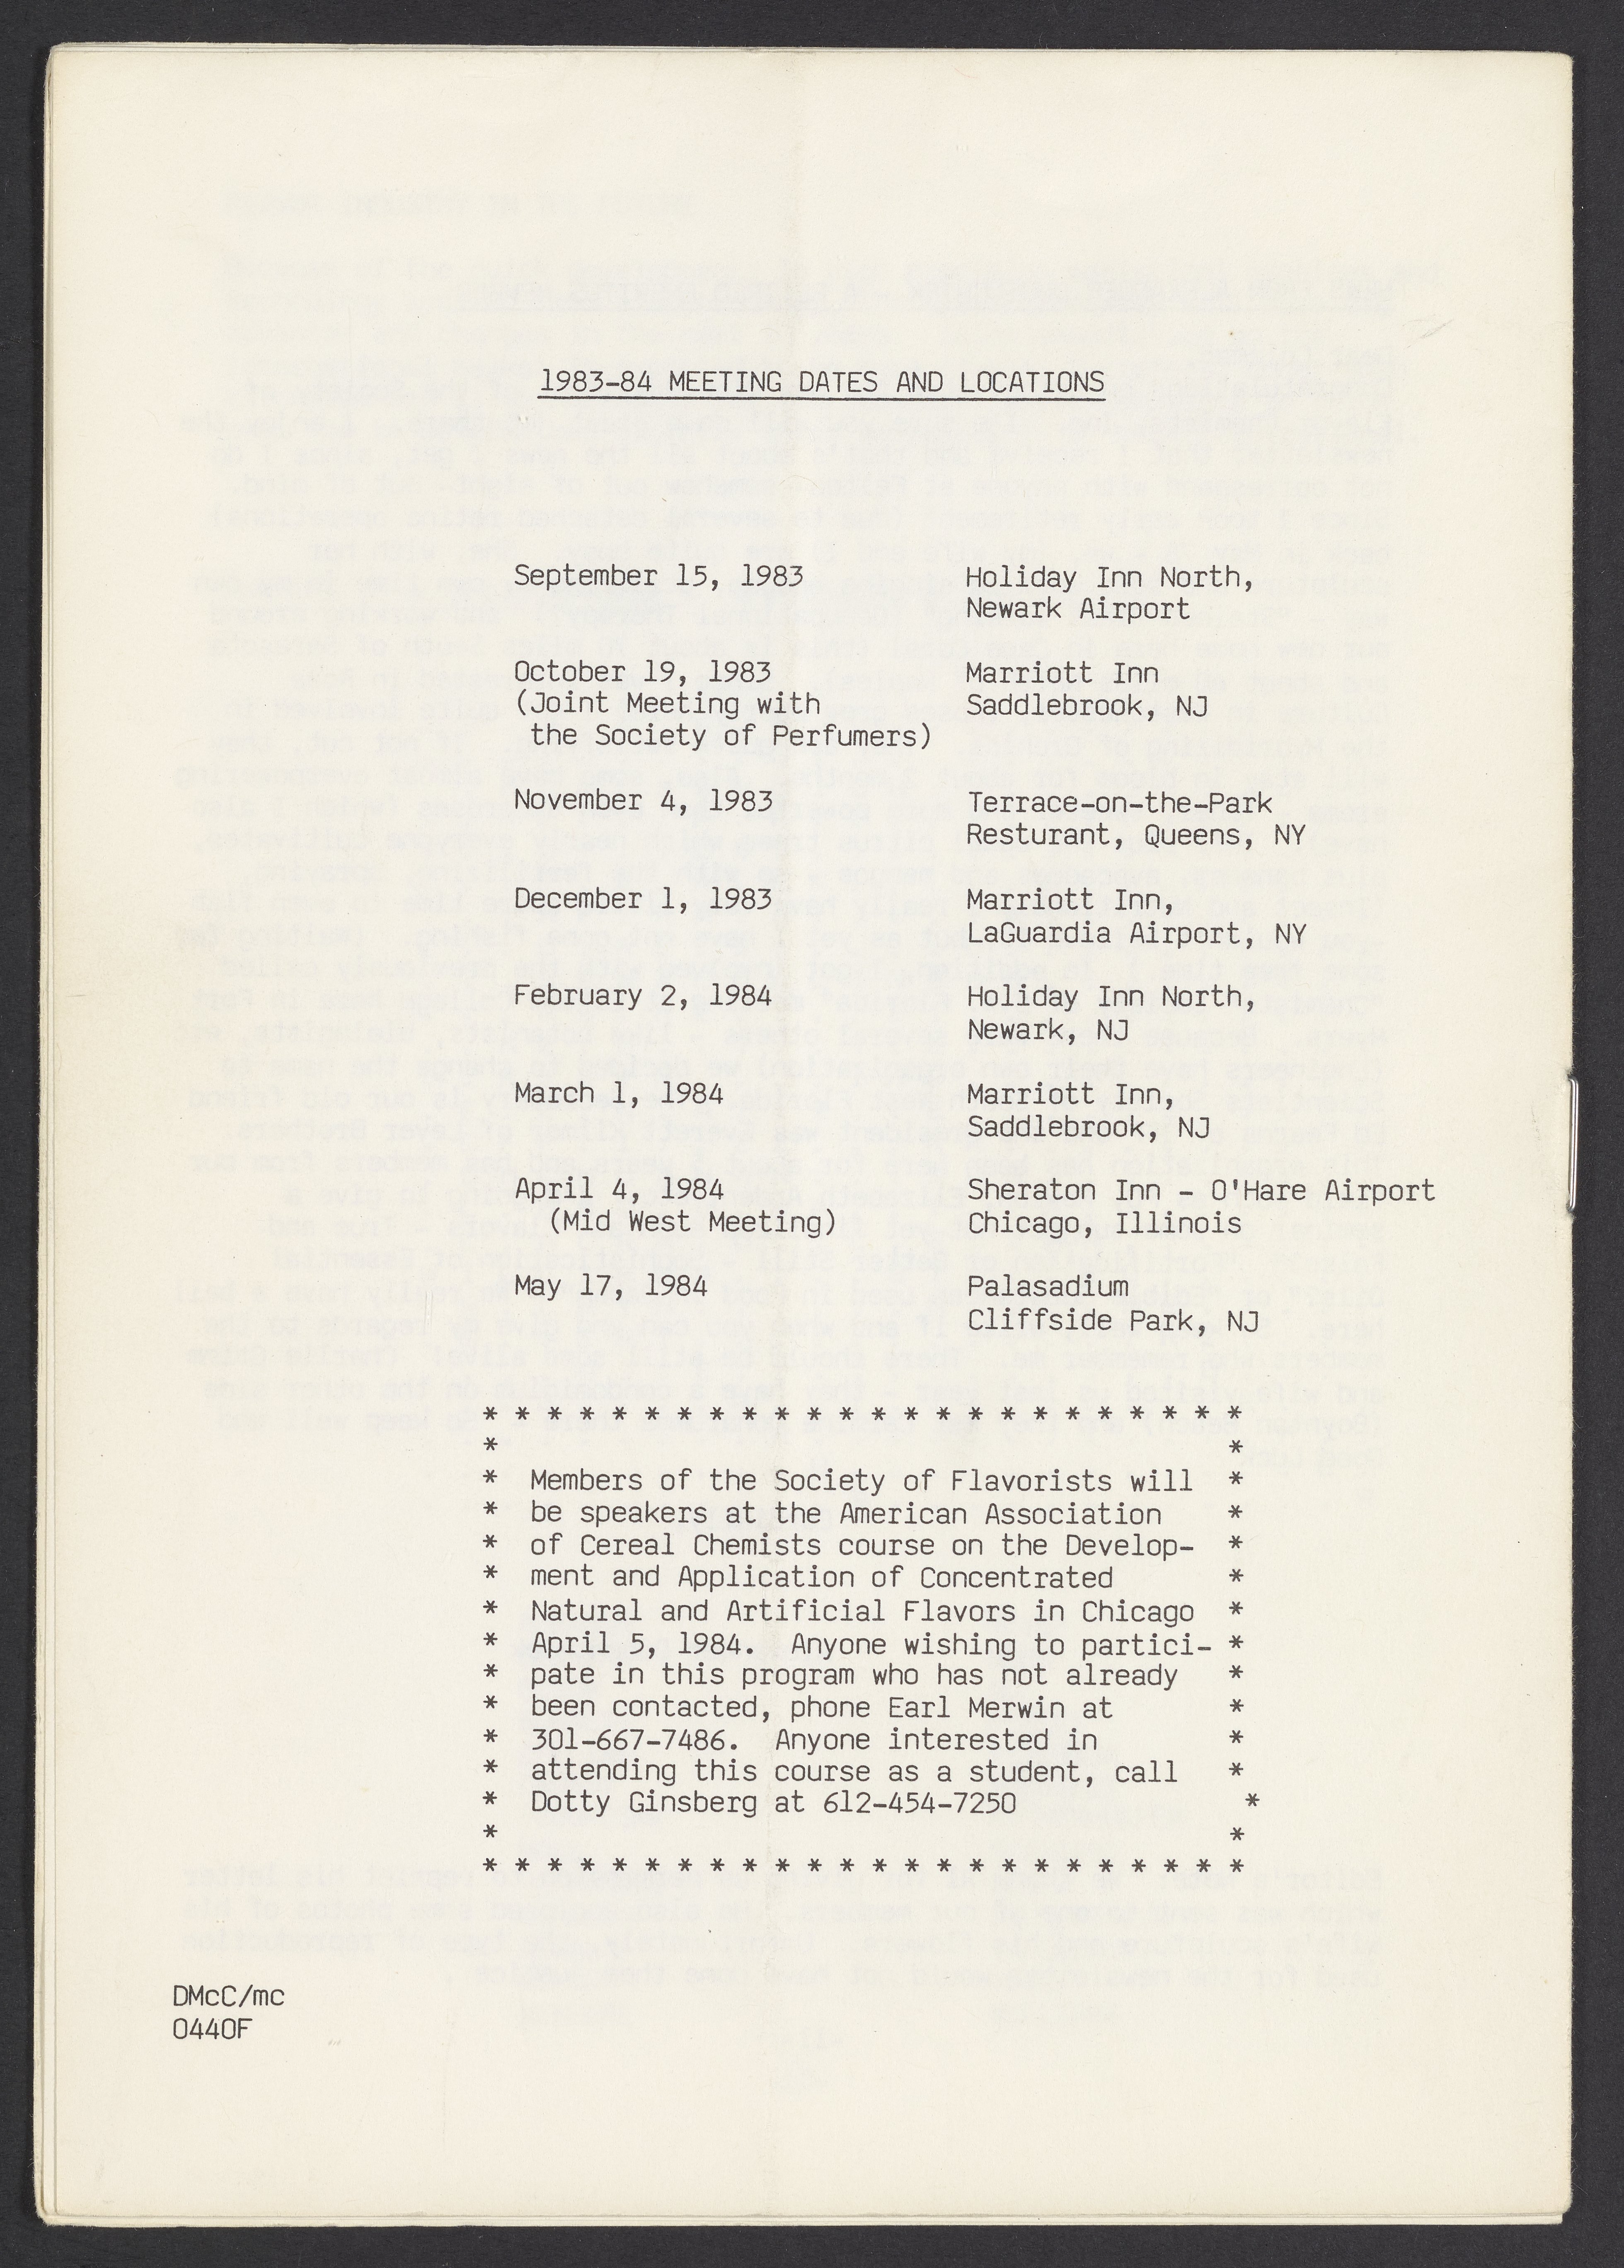 1983-84 MEETING DATES AND LOCATIONS
September 15, 1983 Holiday Inn North,
Newark Airport
October 19, 1983 Marriott Inn
(Joint Meeting with Saddlebrook, NJ
the Society of Perfumers)
November 4, 1983 Terrace-on-the-Park
Resturant, Queens, NY
December 1, 1983 Marriott Inn,
LaGuardia Airport, NY
February 2, 1984 Holiday Inn North,
Newark, NJ
March 1, 1984 Marriott Inn,
Saddlebrook, NJ
April 4, 1984 Sheraton Inn - O'Hare Airport
(Mid West Meeting) Chicago, Illinois
May 17, 1984 Palasadium
Cliffside Park, NJ
* * * * * * * * * * * * * * * * * * * * * * * *
* *
* Members of the Society of Flavorists will *
* be speakers at the American Association *
* of Cereal Chemists course on the Develop- *
* ment and Application of Concentrated *
* Natural and Artificial Flavors in Chicago *
* April 5, 1984. Anyone wishing to partici- *
* pate in this program who has not already *
* been contacted, phone Earl Merwin at *
* 301-667-7486. Anyone interested in *
* attending this course as a student, call *
* Dotty Ginsberg at 612-454-7250 *
* *
* * * * * * * * * * * * * * * * * * * * * * * *
DMcC/mc
0440F